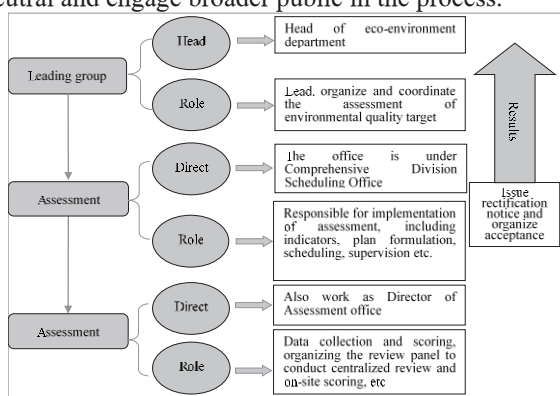 eutral and engage broader public in the process.
Head
Head of eco-environment
department
Leading group
Role
Lead, organize and coordinate
the assessment of
environmental quality target
Results
Direct
The office is under
Comprehensive Division
Scheduling Office
Assessment
Role
Responsible for implementation
of assessment, including
indicators, plan formulation,
scheduling, supervision etc.
Issue
rectification
notice and
organize
acceptance
Direct
Also work as Director of
Assessment office
Assessment
Role
Data collection and scoring,
organizing the review panel to
conduct centralized review and
on-site scoring, etc